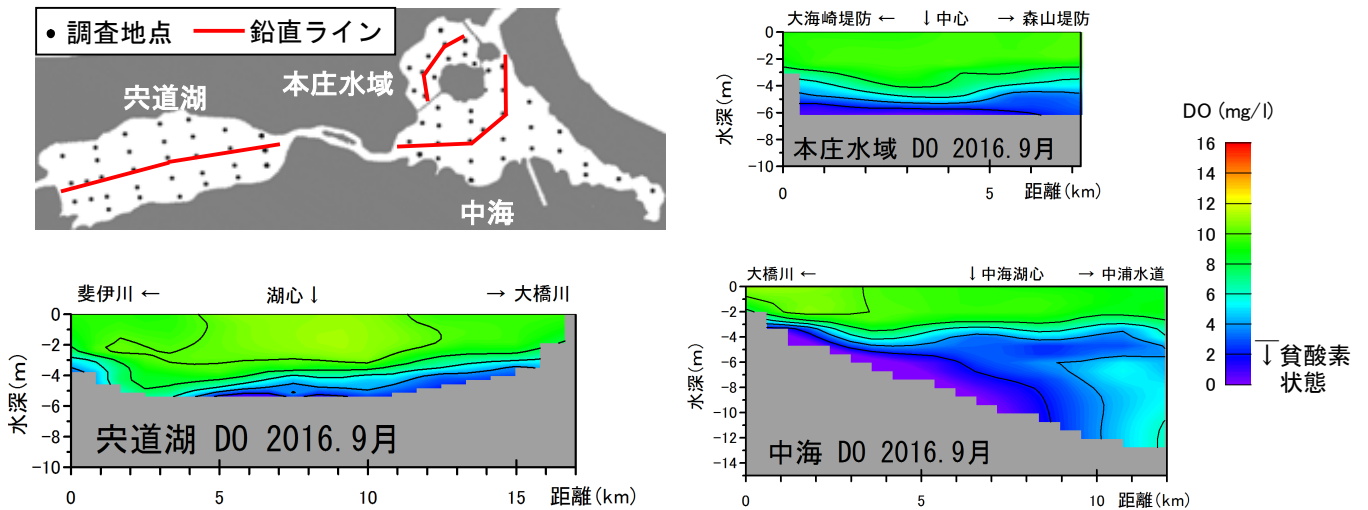 • 調査地点 鉛直ライン
宍道湖
本庄水域
中海
大海崎堤防 ← ↓中心 → 森山堤防
水深(m)
0
-2
-4
-6
-8
-10
本庄水域 DO 2016.9月
0 5 距離(km)
DO (mg/l)
16
14
12
10
8
6
4
2
0
↓ 貧酸素
状態
斐伊川 ← 湖心↓ → 大橋川
水深(m)
0
-2
-4
-6
-8
-10
宍道湖 DO 2016.9月
0 5 10 15 距離(km)
大橋川 ← ↓中海湖心 → 中浦水道
水深(m)
0
-2
-4
-6
-8
-10
-12
-14
中海 DO 2016.9月
0 5 10 距離(km)